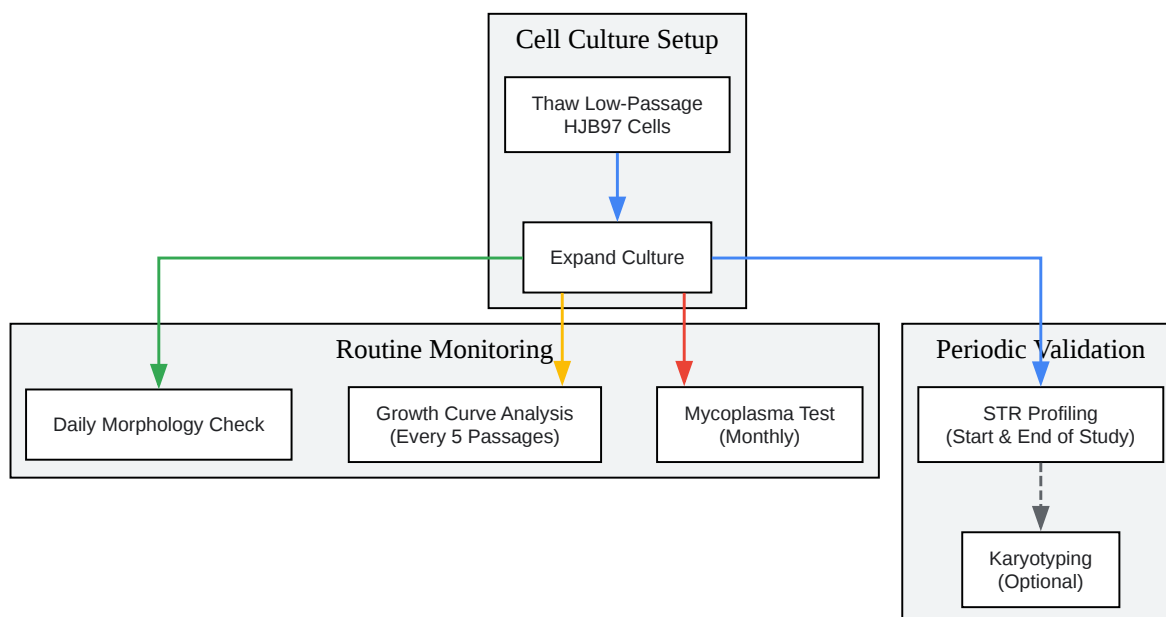 Cell Culture Setup
Thaw Low-Passage
HJB97 Cells
Expand Culture
Routine Monitoring
Daily Morphology Check
Growth Curve Analysis
(Every 5 Passages)
Mycoplasma Test
(Monthly)
Periodic Validation
STR Profiling
(Start & End of Study)
Karyotyping
(Optional)